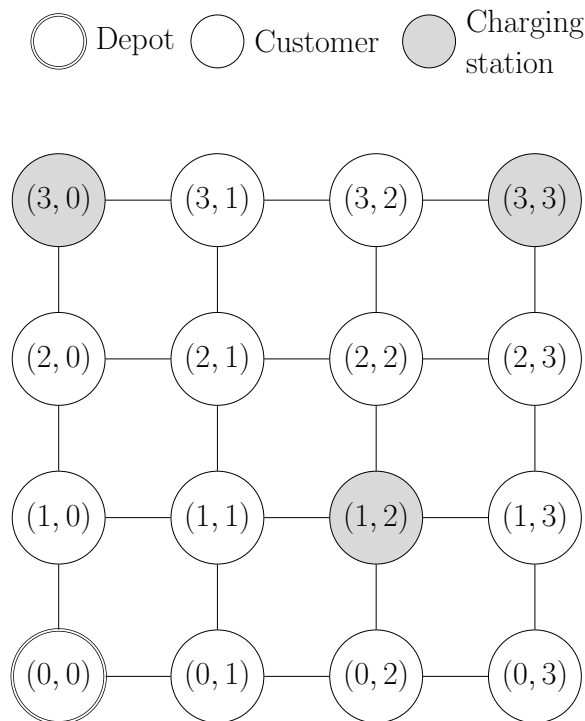 Depot
Customer
Charging
station
(3, 0) (3, 1) (3, 2) (3, 3)
(2, 0) (2, 1) (2, 2) (2, 3)
(1, 0) (1, 1) (1, 2) (1, 3)
(0, 0) (0, 1) (0, 2) (0, 3)